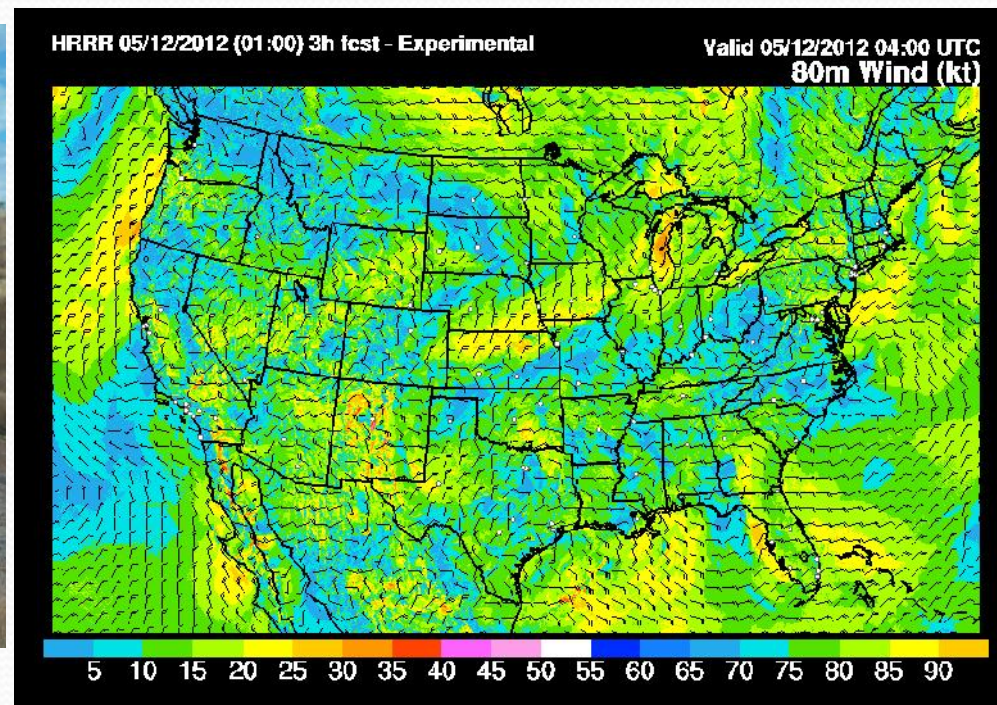 HRRR 05/12/2012 (01:00) 3h fcst - Experimental
Valid 05/12/2012 04:00 UTC
80m Wind (kt)
5 10 15 20 25 30 35 40 45 50 55 60 65 70 75 80 85 90